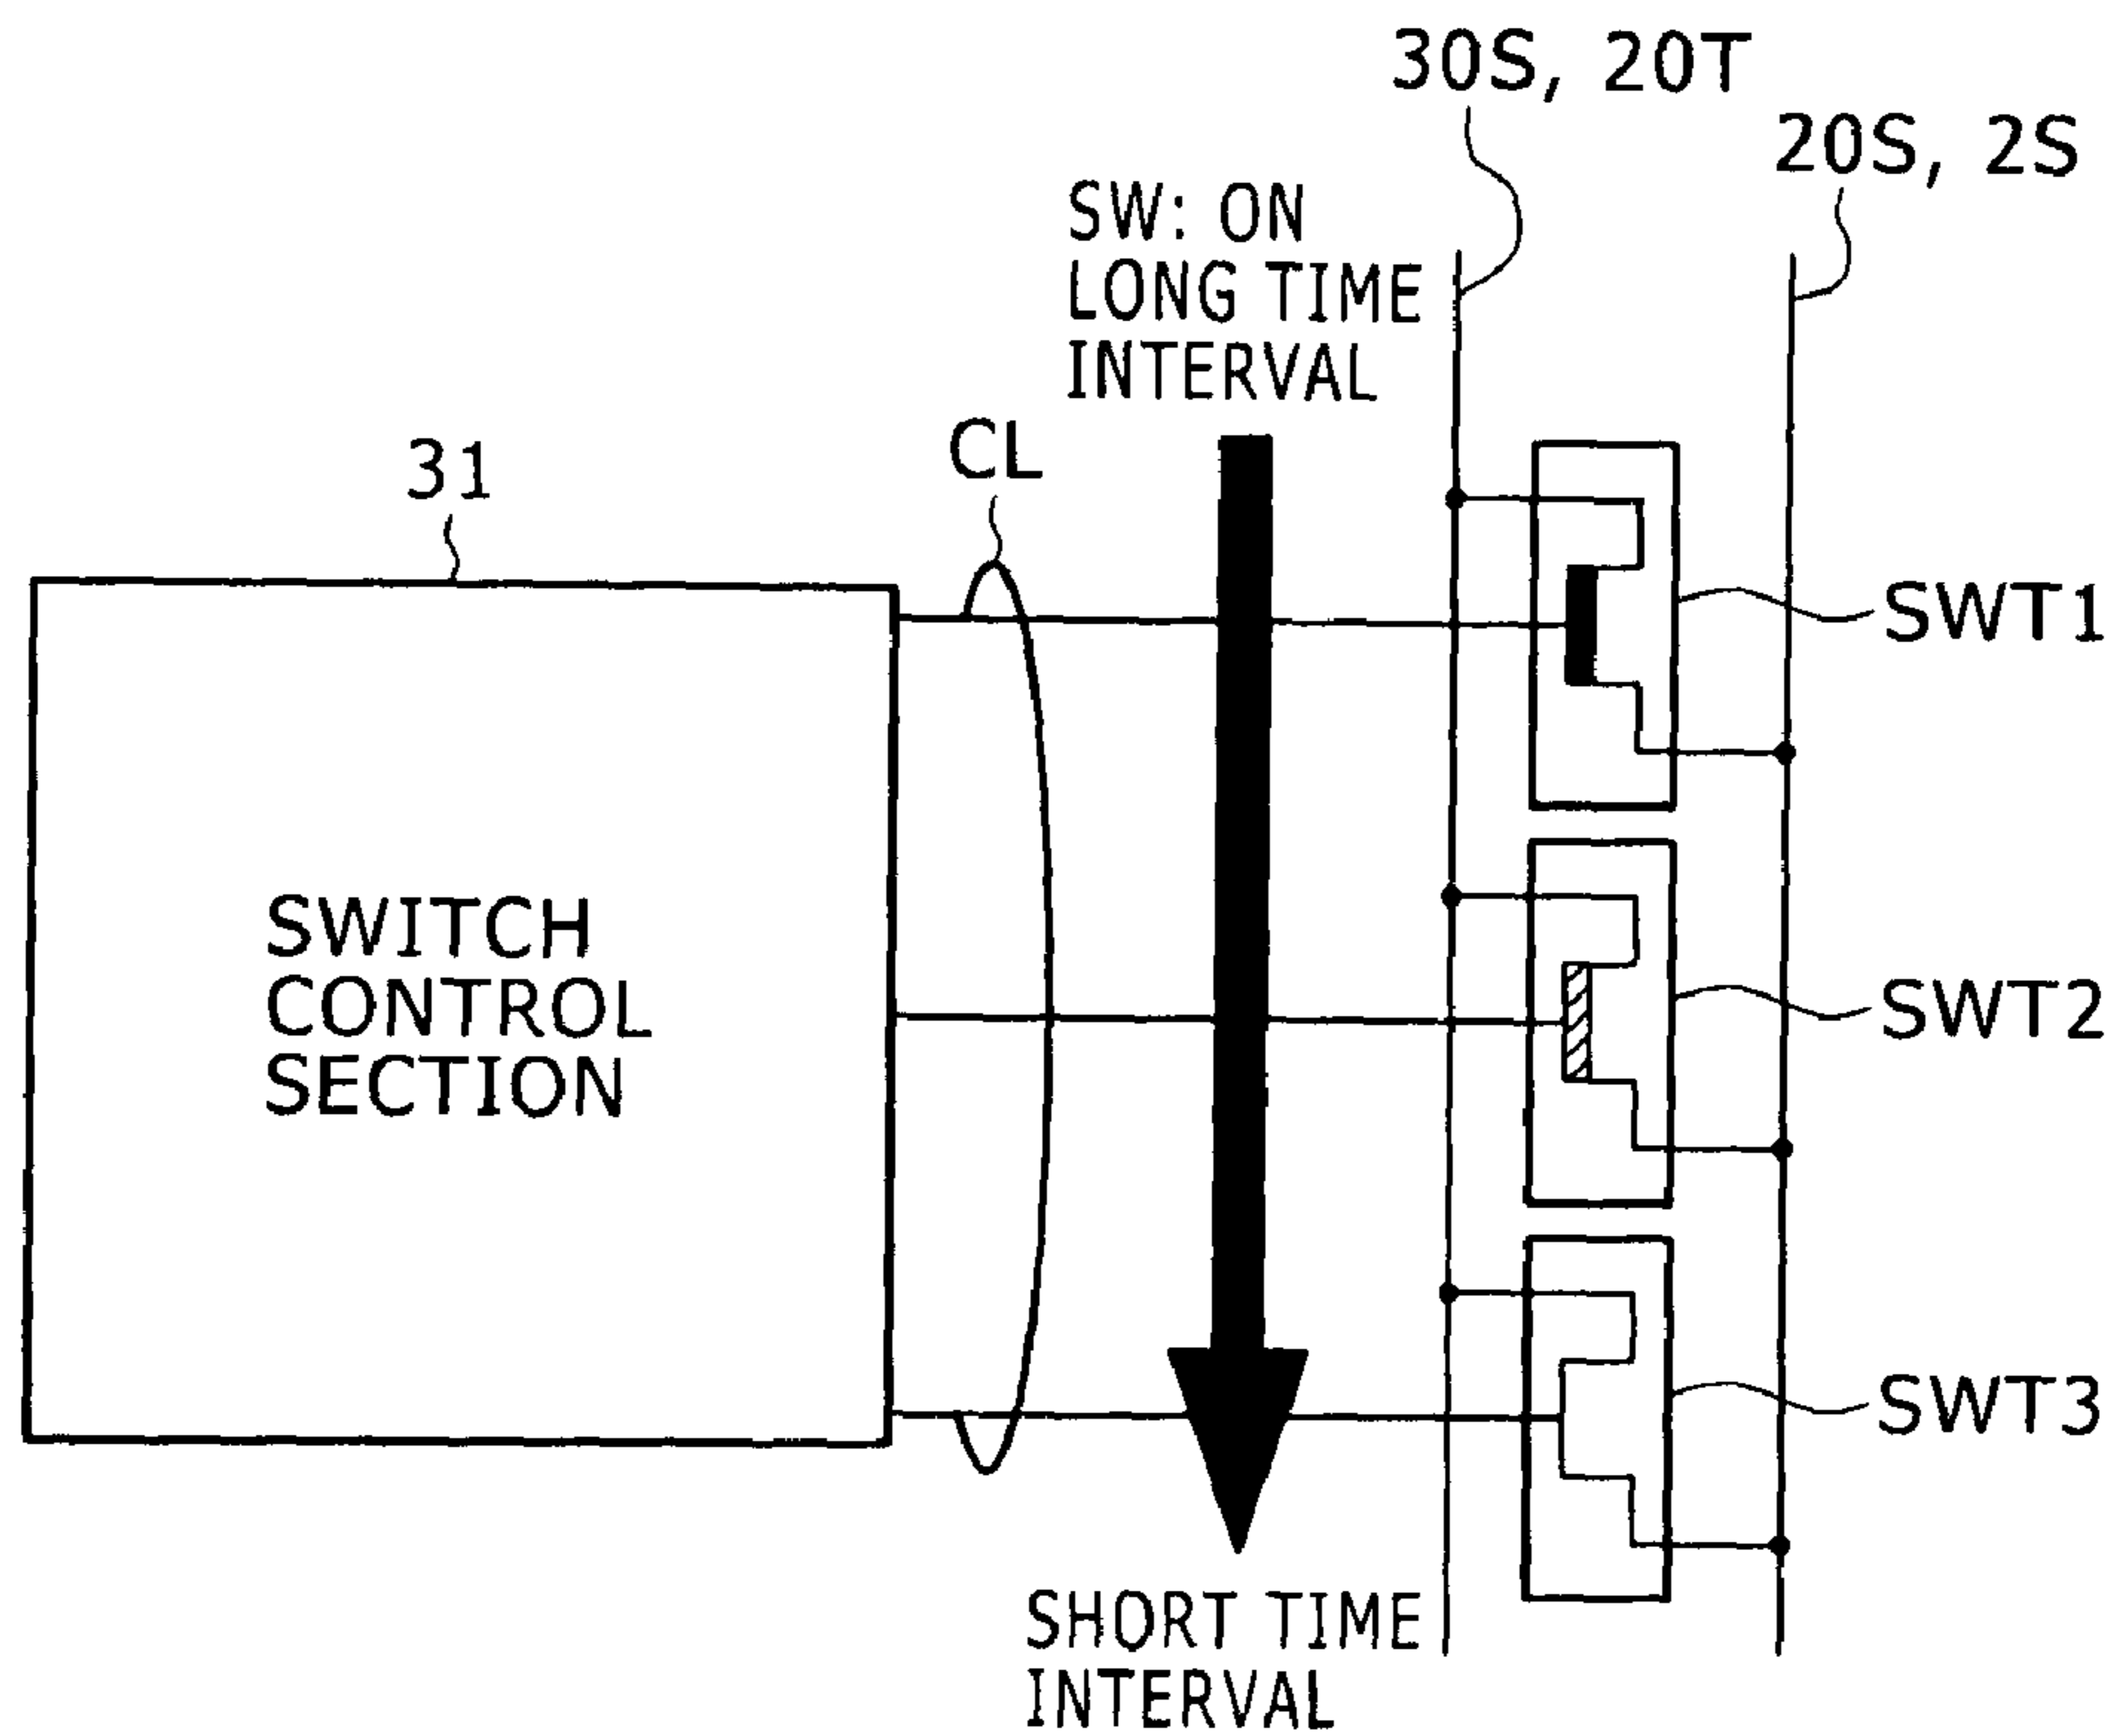 30S, 20T
20S, 2S
SW: ON
LONG TIME
INTERVAL
CL
31
SWT1
SWITCH
CONTROL
SECTION
SWT2
SWT3
SHORT TIME
INTERVAL